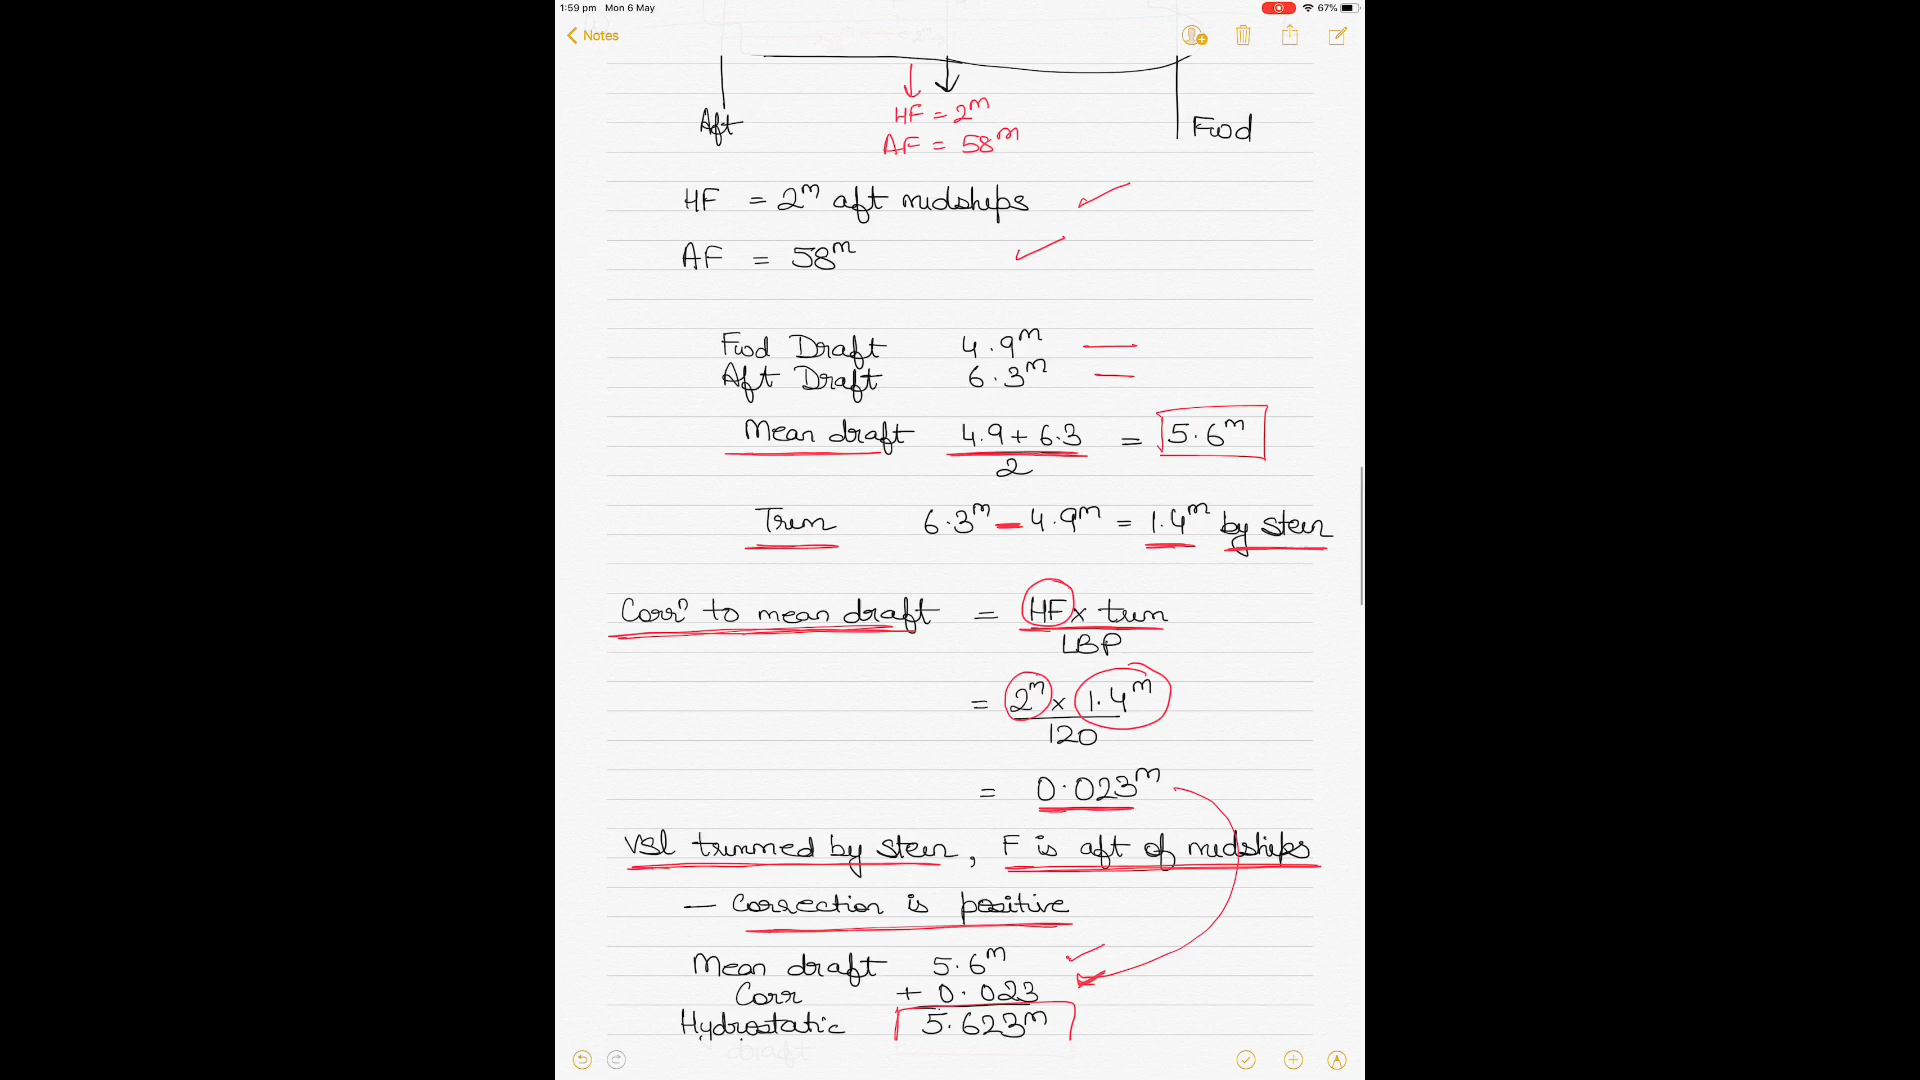 1:59 pm Mon 6 May
67%
Notes
Aft
HF = 2m
AF = 58m
Fwd
HF = 2m aft midships
AF = 58m
Fwd Draft 4.9m
Aft Draft 6.3m
Mean draft 4.9 + 6.3 = 5.6m
2
Trim 6.3m - 4.9m = 1.4m by stern
Corrn to mean draft = HF x trim
LBP
= 2m x 1.4m
120
= 0.023m
Vsl trimmed by stern, F is aft of midships
- Correction is positive
Mean draft 5.6m
Corr + 0.023
Hydrostatic 5.623m
draft